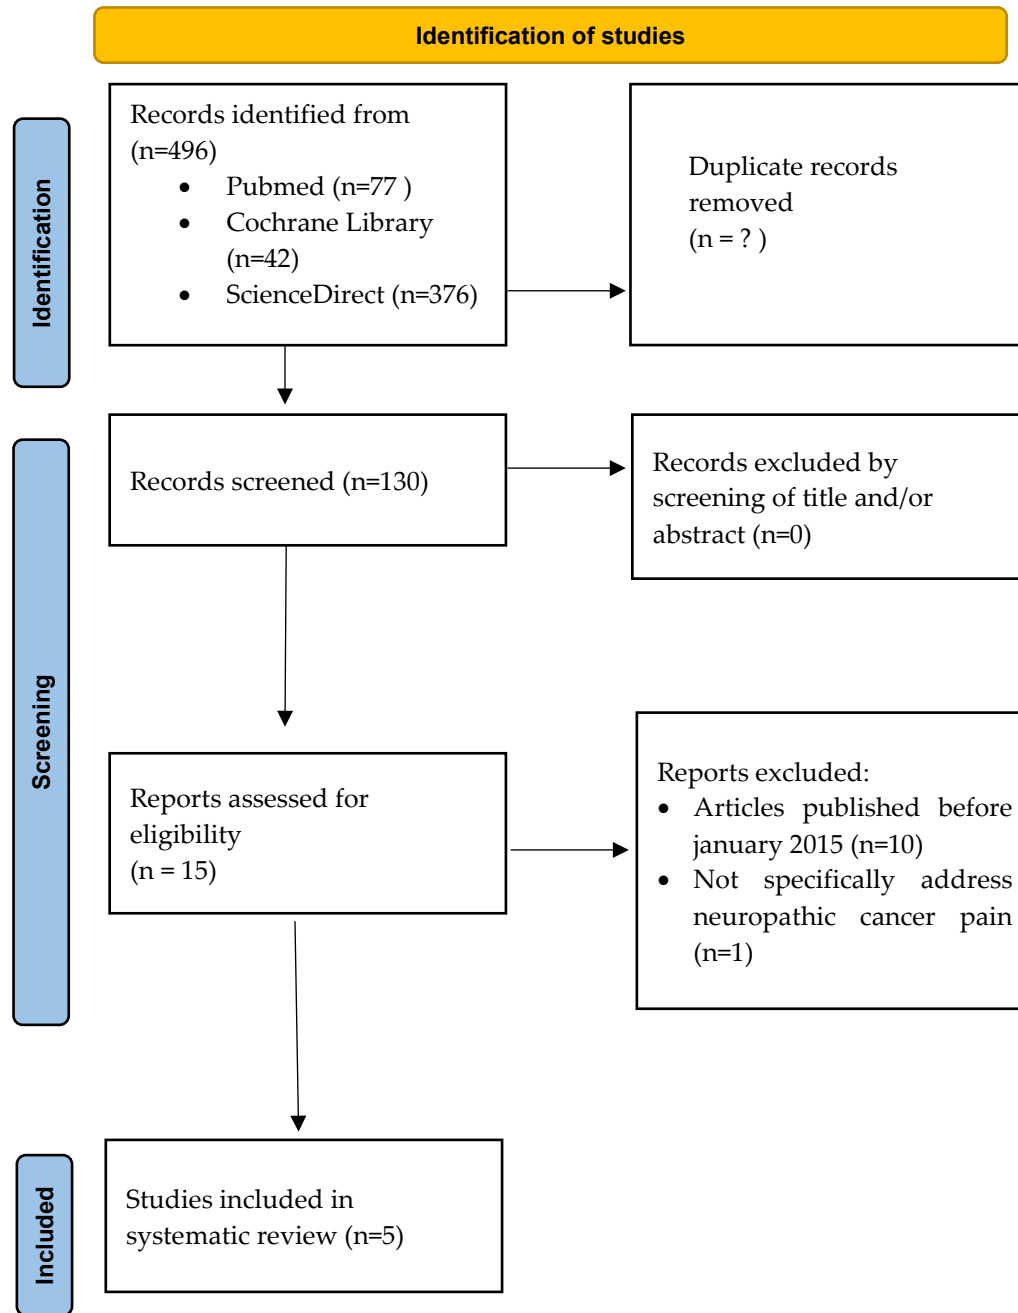 Identification of studies
Identification
Records identified from
(n=496)
• Pubmed (n=77 )
• Cochrane Library
(n=42)
• ScienceDirect (n=376)
Duplicate records
removed
(n = ? )
Screening
Records screened (n=130)
Records excluded by
screening of title and/or
abstract (n=0)
Reports assessed for
eligibility
(n = 15)
Reports excluded:
• Articles published before
january 2015 (n=10)
• Not specifically address
neuropathic cancer pain
(n=1)
Included
Studies included in
systematic review (n=5)